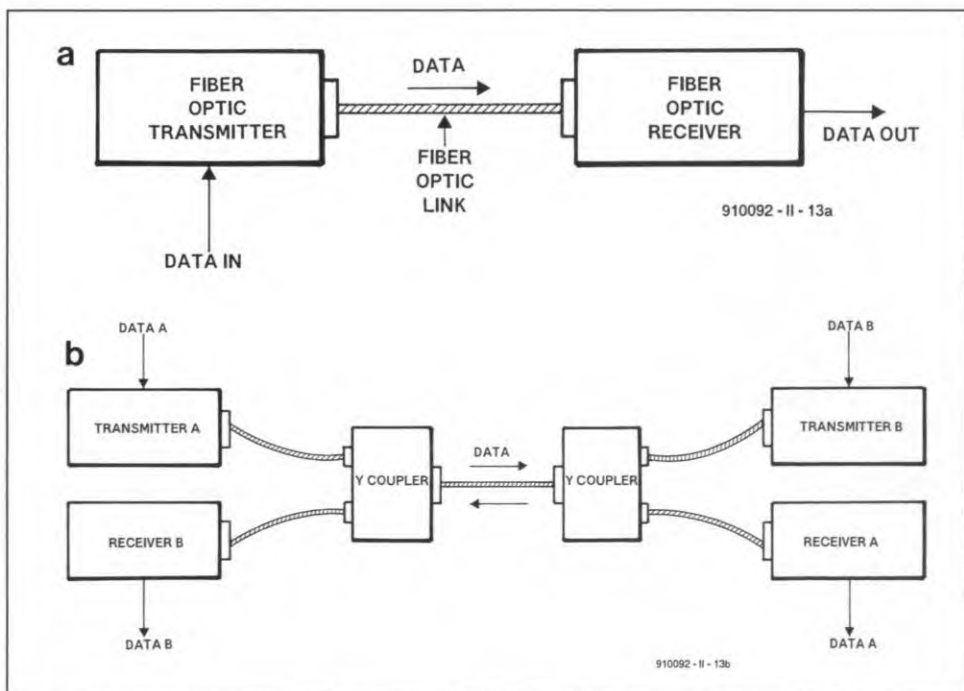 a
FIBER
OPTIC
TRANSMITTER
DATA
FIBER
OPTIC
RECEIVER
DATA OUT
FIBER
OPTIC
LINK
DATA IN
910092 - II - 13a
b
DATA A
DATA B
TRANSMITTER A
Y COUPLER
DATA
Y COUPLER
TRANSMITTER B
RECEIVER B
RECEIVER A
DATA B
DATA A
910092 - II - 13b